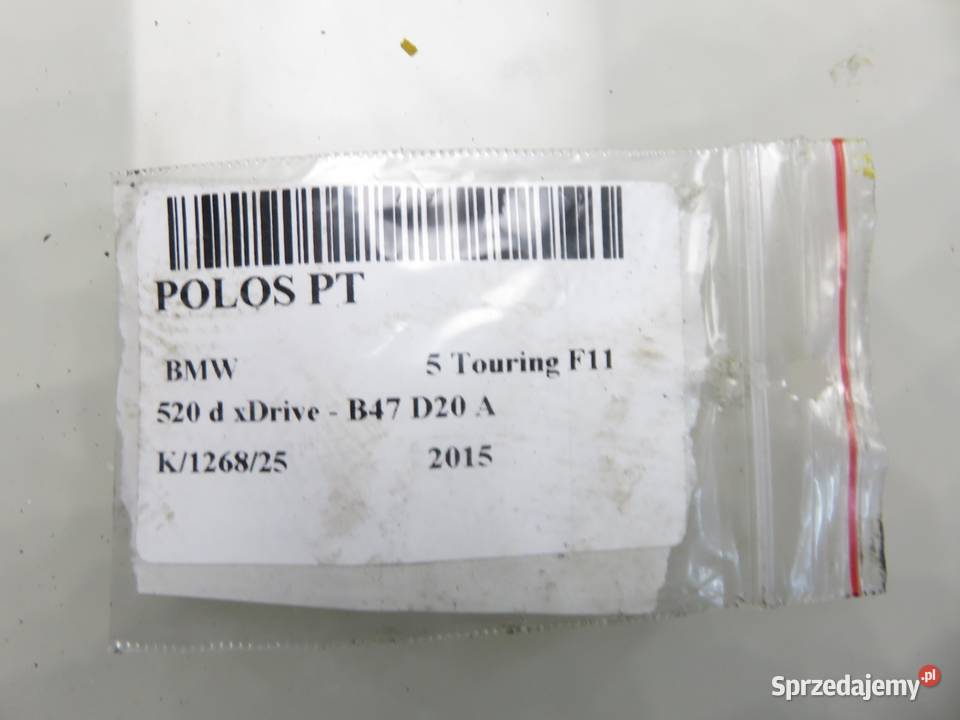 POLOS PT
BMW 5 Touring F11
520 d xDrive - B47 D20 A
K/1268/25 2015
Sprzedajemy.pl